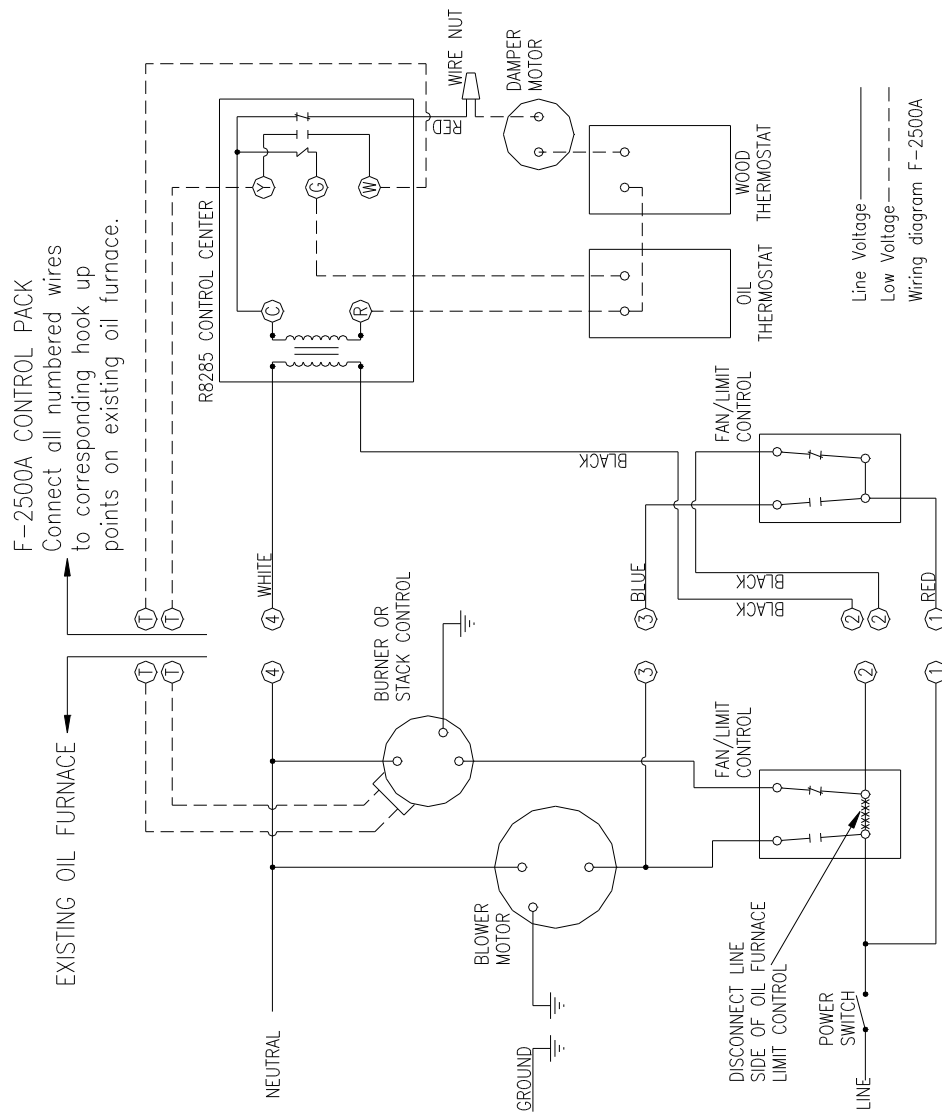 F-2500A CONTROL PACK
Connect all numbered wires
to corresponding hook up
points on existing oil furnace.
EXISTING OIL FURNACE
R8285 CONTROL CENTER
C
R
Y
G
W
RED
WIRE NUT
DAMPER
MOTOR
WOOD
THERMOSTAT
OIL
THERMOSTAT
T
T
T
T
4
4
WHITE
BURNER OR
STACK CONTROL
BLOWER
MOTOR
NEUTRAL
GROUND
3
3
BLUE
BLACK
BLACK
BLACK
2
2
2
1
1
RED
FAN/LIMIT
CONTROL
FAN/LIMIT
CONTROL
DISCONNECT LINE
SIDE OF OIL FURNACE
LIMIT CONTROL
POWER
SWITCH
LINE
Line Voltage
Low Voltage
Wiring diagram F-2500A